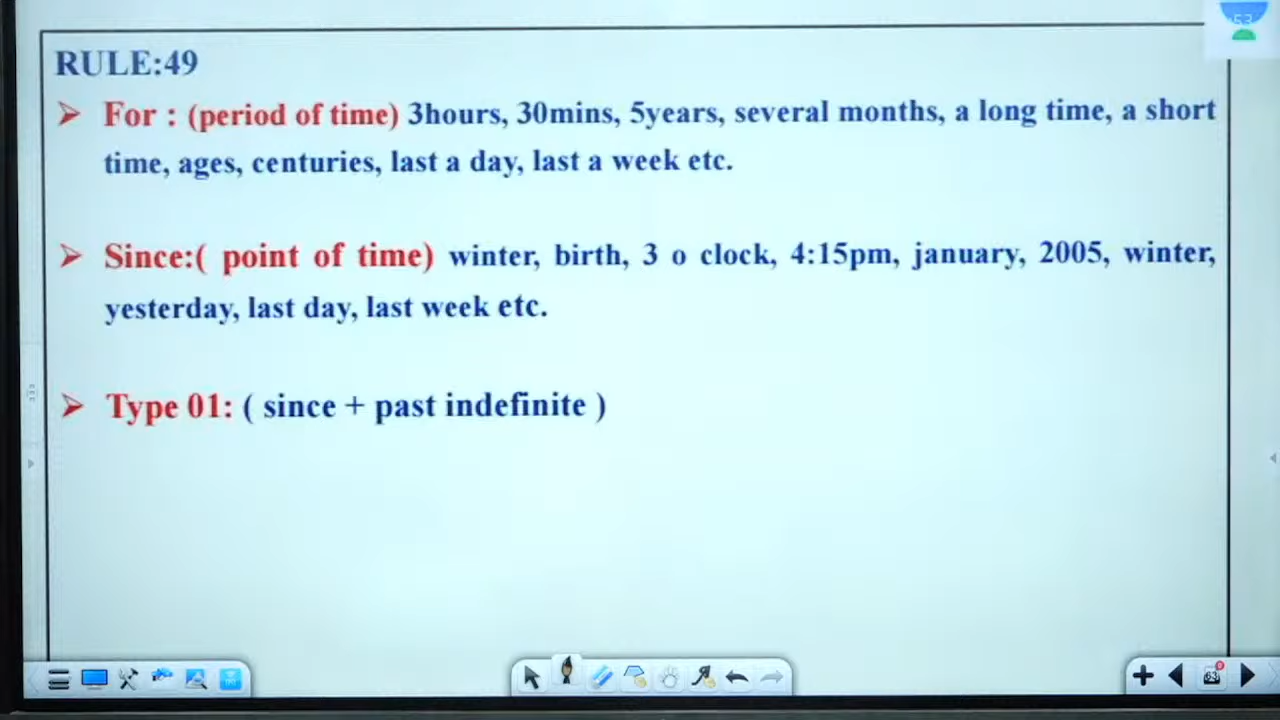 RULE:49
For : (period of time) 3hours, 30mins, 5years, several months, a long time, a short
time, ages, centuries, last a day, last a week etc.
Since:( point of time) winter, birth, 3 o clock, 4:15pm, january, 2005, winter,
yesterday, last day, last week etc.
Type 01: ( since + past indefinite )
53
63